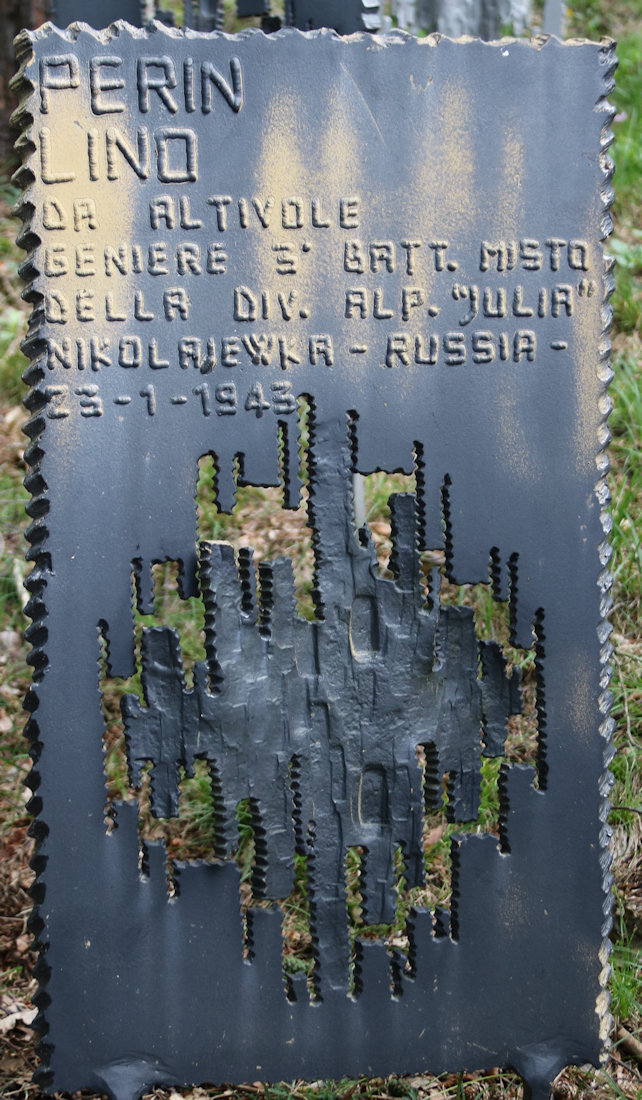 PERIN
LINO
DA ALTIVOLE
GENIERE 3° BATT. MISTO
DELLA DIV. ALP. "JULIA"
NIKOLAJEWKA - RUSSIA -
23-1-1943